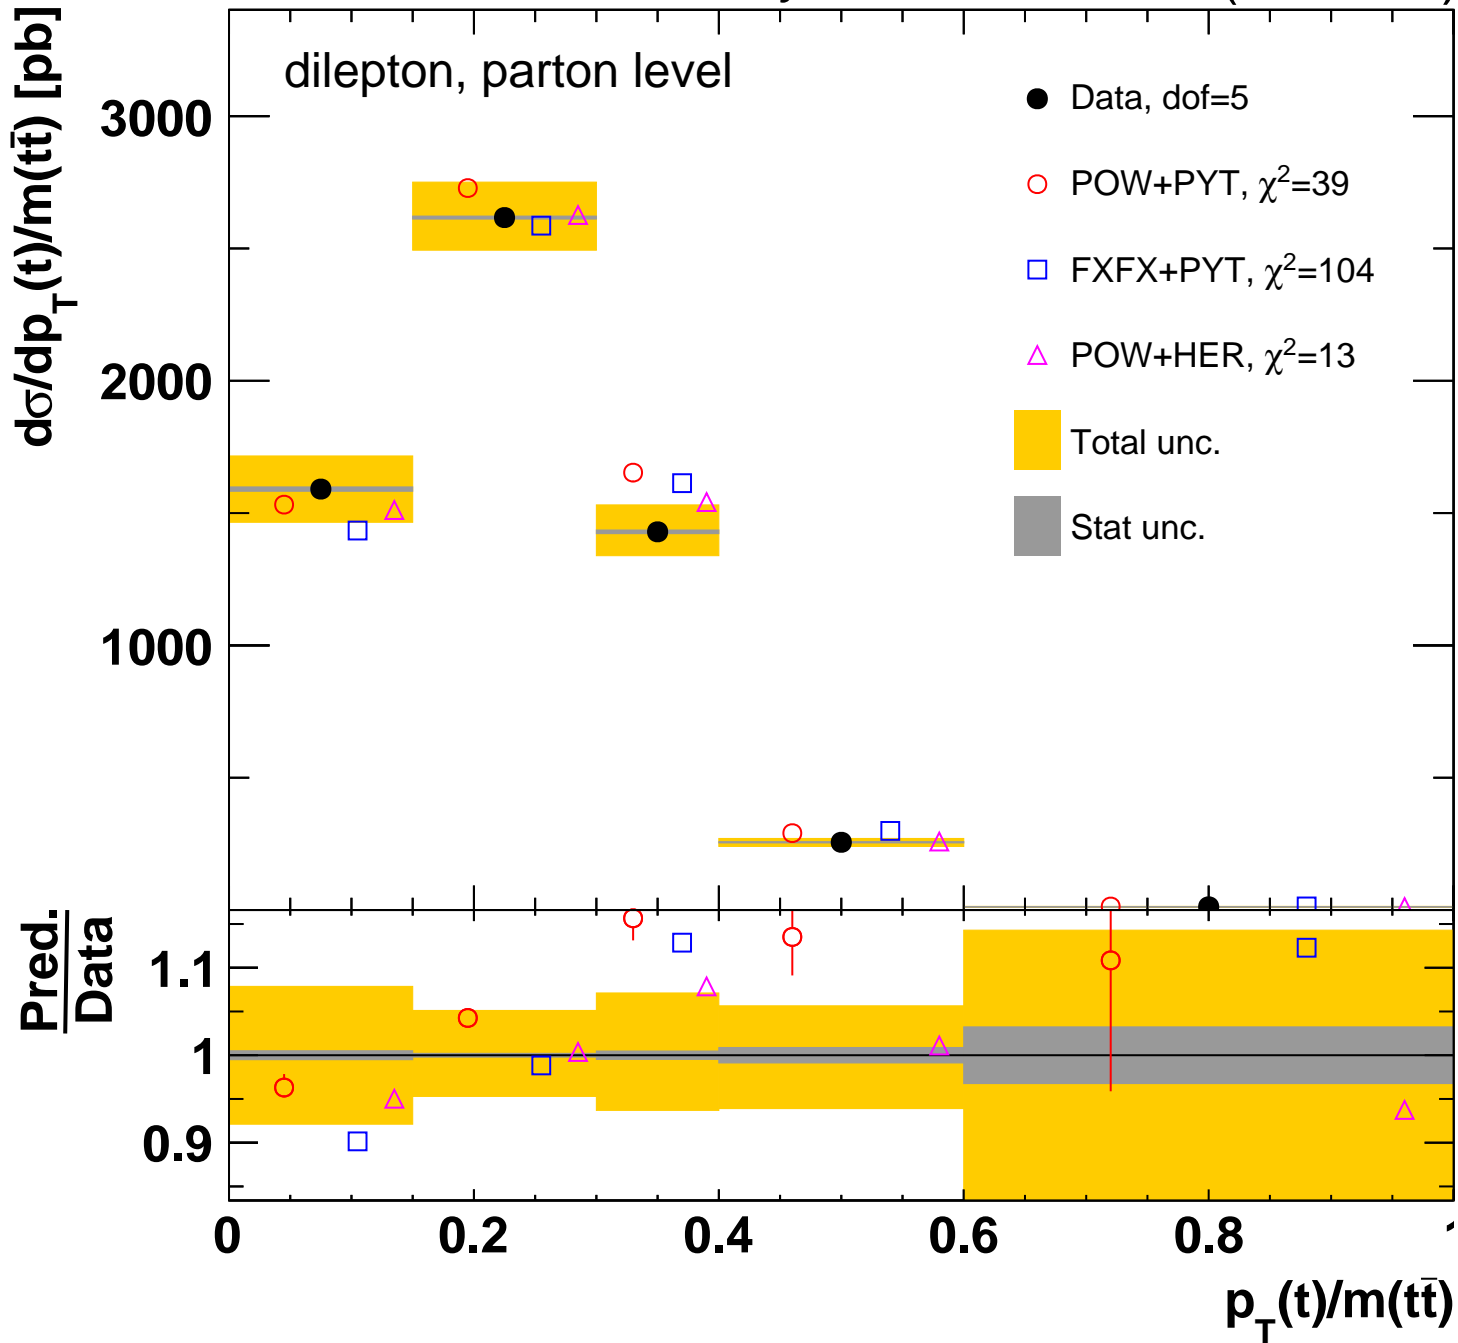 dσ/dp_T(t)/m(tt̄) [pb]
dilepton, parton level
3000
2000
1000
Data, dof=5
POW+PYT, χ²=39
FXFX+PYT, χ²=104
POW+HER, χ²=13
Total unc.
Stat unc.
Pred.
Data
1.1
1
0.9
0
0.2
0.4
0.6
0.8
p_T(t)/m(tt̄)